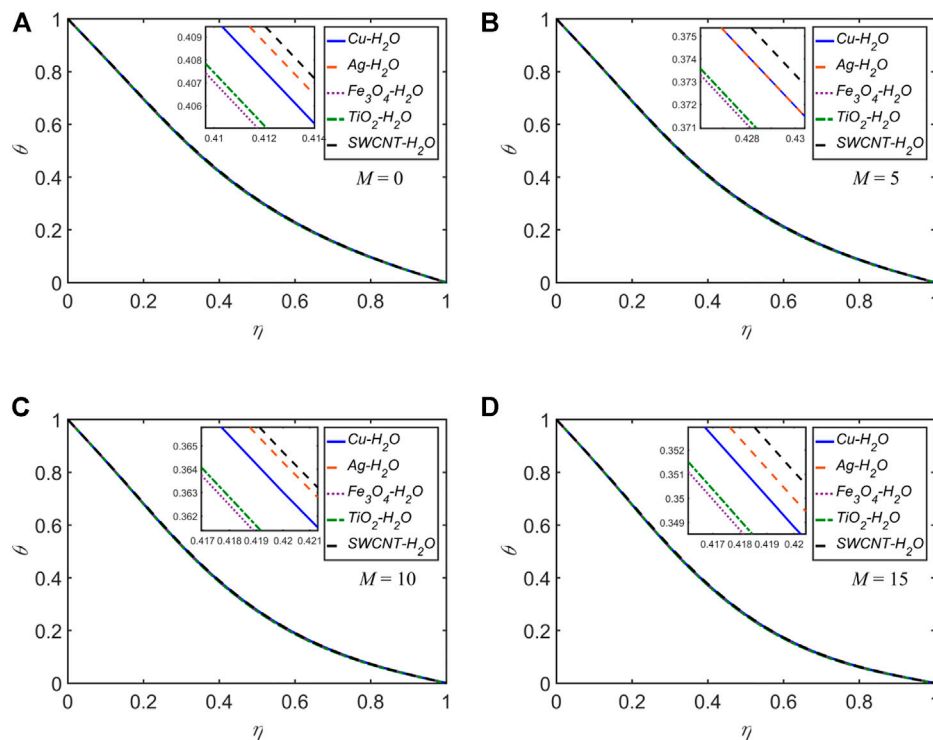 A
1
0.8
0.6
0.4
0.2
0
0 0.2 0.4 0.6 0.8 1
θ
η
0.409
0.408
0.407
0.406
0.41 0.412 0.414
Cu-H2O
Ag-H2O
Fe3O4-H2O
TiO2-H2O
SWCNT-H2O
M = 0
B
1
0.8
0.6
0.4
0.2
0
0 0.2 0.4 0.6 0.8 1
θ
η
0.375
0.374
0.373
0.372
0.371
0.428 0.43
Cu-H2O
Ag-H2O
Fe3O4-H2O
TiO2-H2O
SWCNT-H2O
M = 5
C
1
0.8
0.6
0.4
0.2
0
0 0.2 0.4 0.6 0.8 1
θ
η
0.365
0.364
0.363
0.362
0.417 0.418 0.419 0.42 0.421
Cu-H2O
Ag-H2O
Fe3O4-H2O
TiO2-H2O
SWCNT-H2O
M = 10
D
1
0.8
0.6
0.4
0.2
0
0 0.2 0.4 0.6 0.8 1
θ
η
0.352
0.351
0.35
0.349
0.417 0.418 0.419 0.42
Cu-H2O
Ag-H2O
Fe3O4-H2O
TiO2-H2O
SWCNT-H2O
M = 15